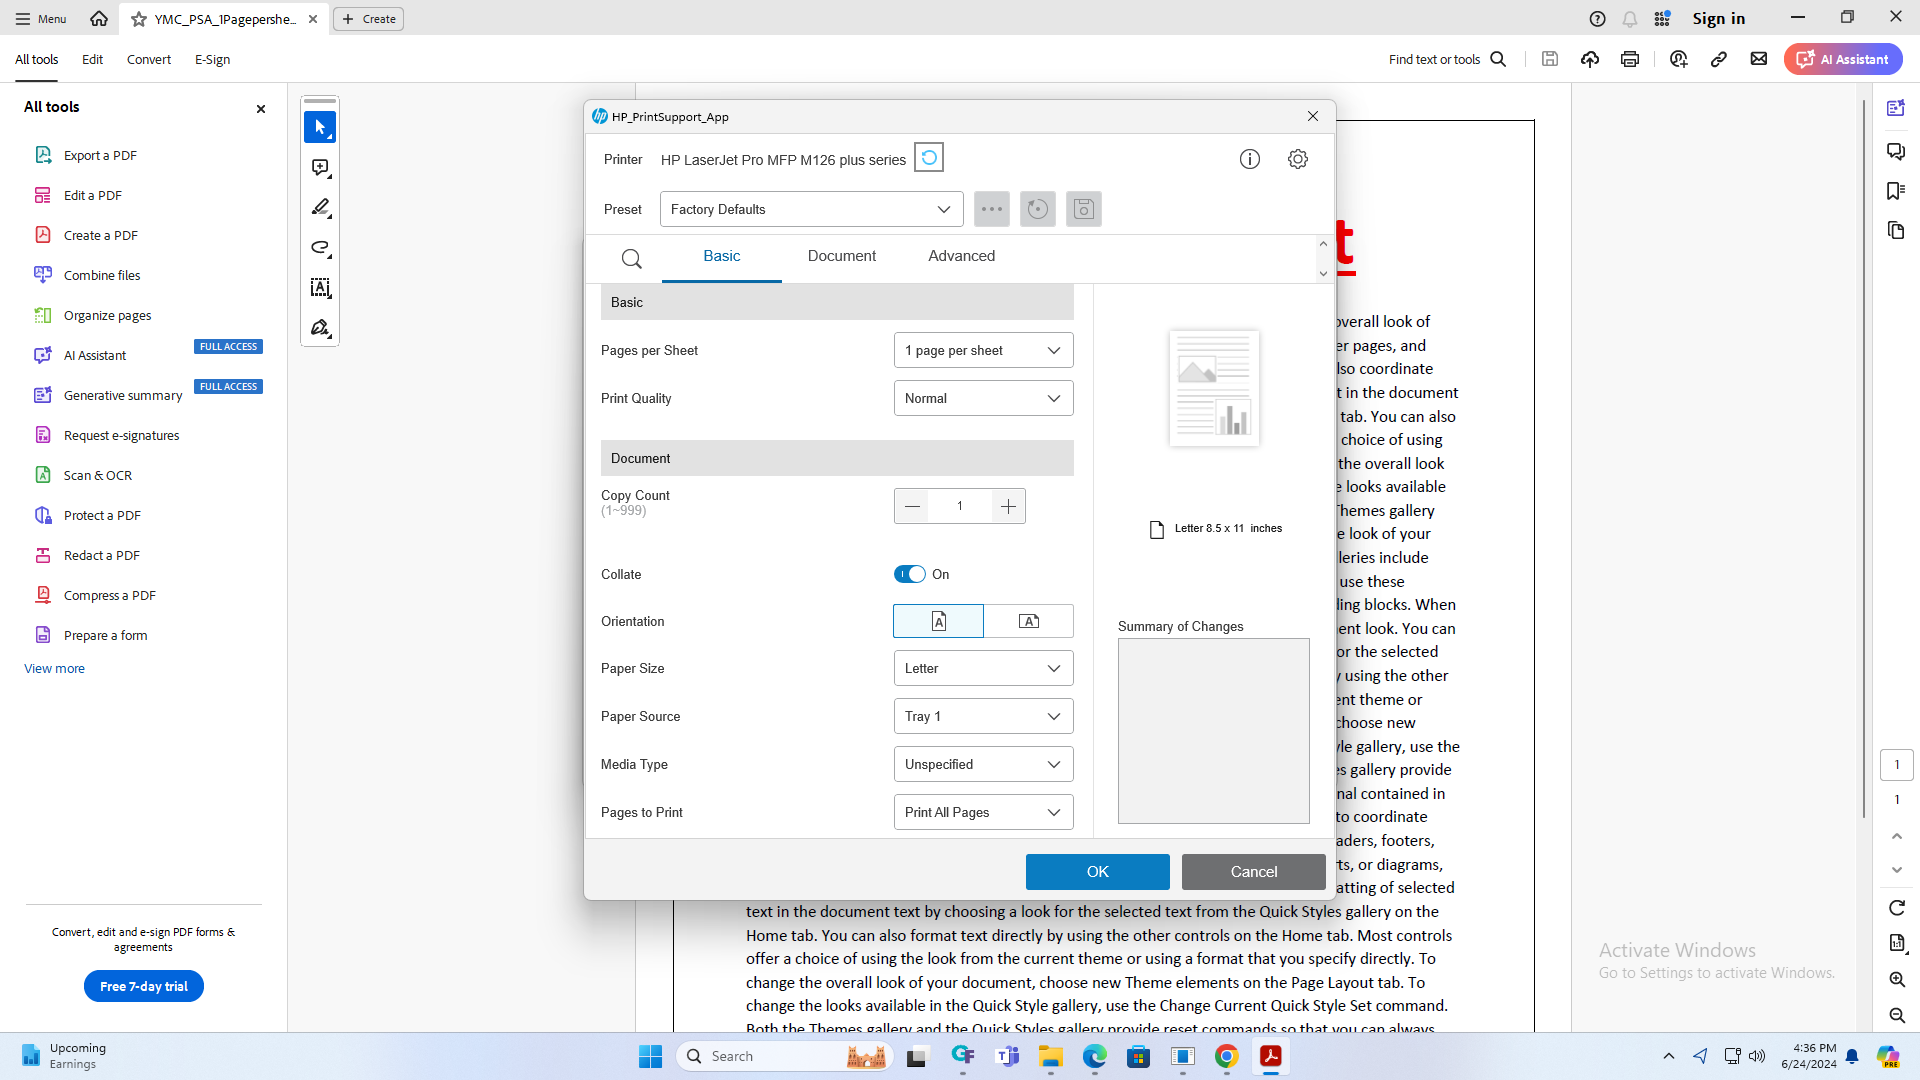 Menu
YMC_PSA_1Pagepershe...
Create
Sign in
All tools
Edit
Convert
E-Sign
Find text or tools
AI Assistant
All tools
Export a PDF
Edit a PDF
Create a PDF
Combine files
Organize pages
AI Assistant
FULL ACCESS
Generative summary
FULL ACCESS
Request e-signatures
Scan & OCR
Protect a PDF
Redact a PDF
Compress a PDF
Prepare a form
View more
Convert, edit and e-sign PDF forms &
agreements
Free 7-day trial
HP_PrintSupport_App
Printer
HP LaserJet Pro MFP M126 plus series
Preset
Factory Defaults
Basic
Document
Advanced
Basic
Pages per Sheet
1 page per sheet
Print Quality
Normal
Document
Copy Count
(1~999)
1
Collate
On
Orientation
Paper Size
Letter
Paper Source
Tray 1
Media Type
Unspecified
Pages to Print
Print All Pages
Letter 8.5 x 11 inches
Summary of Changes
OK
Cancel
t
overall look of
er pages, and
lso coordinate
t in the document
tab. You can also
choice of using
the overall look
e looks available
Themes gallery
e look of your
lleries include
use these
ding blocks. When
ent look. You can
or the selected
y using the other
ent theme or
choose new
yle gallery, use the
es gallery provide
nal contained in
to coordinate
aders, footers,
rts, or diagrams,
atting of selected
text in the document text by choosing a look for the selected text from the Quick Styles gallery on the
Home tab. You can also format text directly by using the other controls on the Home tab. Most controls
offer a choice of using the look from the current theme or using a format that you specify directly. To
change the overall look of your document, choose new Theme elements on the Page Layout tab. To
change the looks available in the Quick Style gallery, use the Change Current Quick Style Set command.
Both the Themes gallery and the Quick Styles gallery provide reset commands so that you can always
1
1
Activate Windows
Go to Settings to activate Windows.
Upcoming
Earnings
Search
4:36 PM
6/24/2024